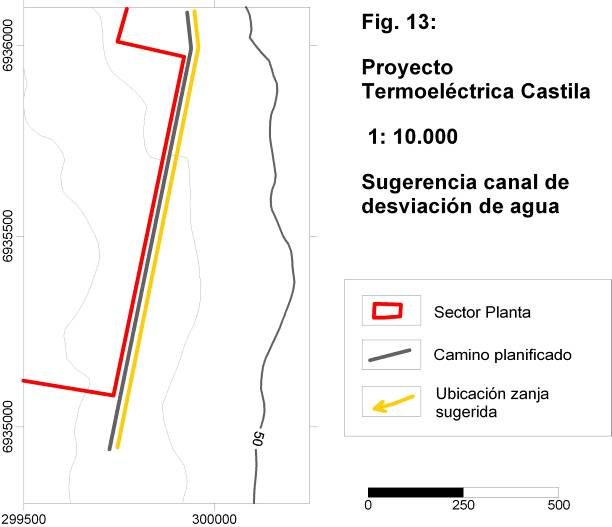 Fig. 13:
Proyecto
Termoeléctrica Castila
1: 10.000
Sugerencia canal de
desviación de agua
Sector Planta
Camino planificado
Ubicación zanja
sugerida
0 250 500
6936000
6935500
6935000
299500 300000
50